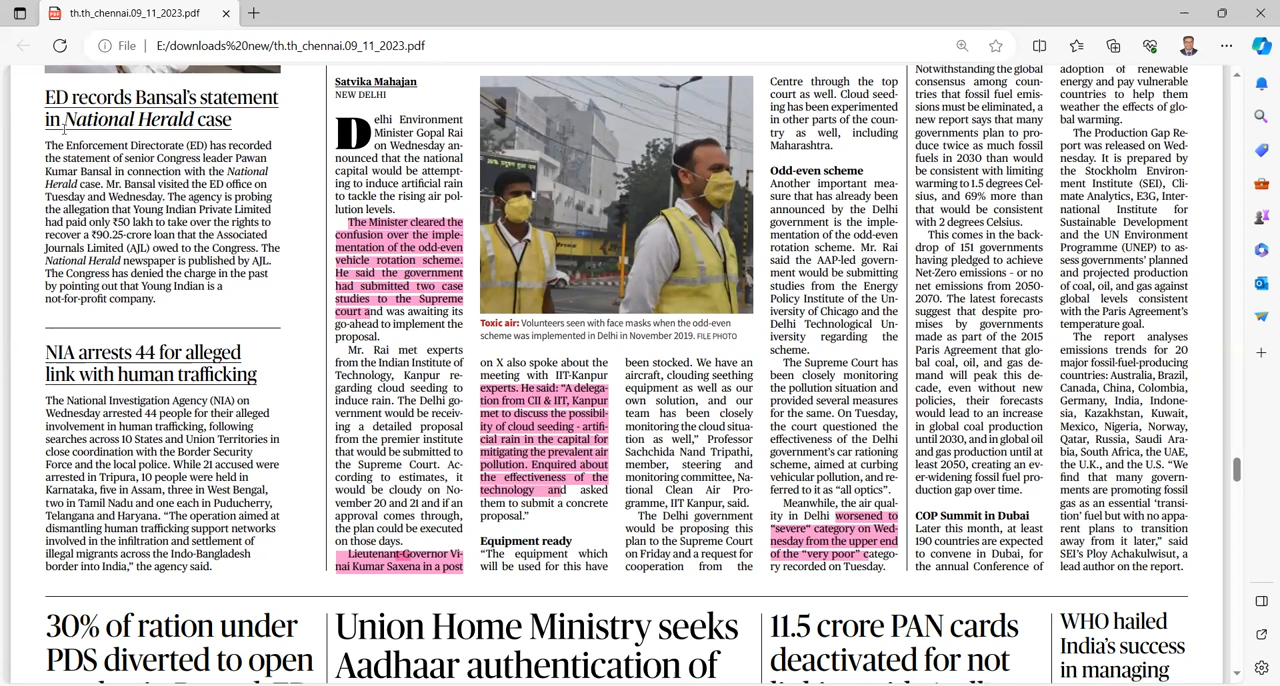 th.th_chennai.09_11_2023.pdf
File
E:/downloads%20new/th.th_chennai.09_11_2023.pdf
ED records Bansal's statement
in National Herald case
The Enforcement Directorate (ED) has recorded
the statement of senior Congress leader Pawan
Kumar Bansal in connection with the National
Herald case. Mr. Bansal visited the ED office on
Tuesday and Wednesday. The agency is probing
the allegation that Young Indian Private Limited
had paid only ₹50 lakh to take over the rights to
recover a ₹90.25-crore loan that the Associated
Journals Limited (AJL) owed to the Congress. The
National Herald newspaper is published by AJL.
The Congress has denied the charge in the past
by pointing out that Young Indian is a
not-for-profit company.
NIA arrests 44 for alleged
link with human trafficking
The National Investigation Agency (NIA) on
Wednesday arrested 44 people for their alleged
involvement in human trafficking, following
searches across 10 States and Union Territories in
close coordination with the Border Security
Force and the local police. While 21 accused were
arrested in Tripura, 10 people were held in
Karnataka, five in Assam, three in West Bengal,
two in Tamil Nadu and one each in Puducherry,
Telangana and Haryana. “The operation aimed at
dismantling human trafficking support networks
involved in the infiltration and settlement of
illegal migrants across the Indo-Bangladesh
border into India,” the agency said.
Satvika Mahajan
NEW DELHI
Delhi Environment
Minister Gopal Rai
on Wednesday an-
nounced that the national
capital would be attempt-
ing to induce artificial rain
to tackle the rising air pol-
lution levels.
The Minister cleared the
confusion over the imple-
mentation of the odd-even
vehicle rotation scheme.
He said the government
had submitted two case
studies to the Supreme
court and was awaiting its
go-ahead to implement the
proposal.
Mr. Rai met experts
from the Indian Institute of
Technology, Kanpur re-
garding cloud seeding to
induce rain. The Delhi go-
vernment would be receiv-
ing a detailed proposal
from the premier institute
that would be submitted to
the Supreme Court. Ac-
cording to estimates, it
would be cloudy on No-
vember 20 and 21 and if an
approval comes through,
the plan could be executed
on those days.
Lieutenant-Governor Vi-
nai Kumar Saxena in a post
Toxic air: Volunteers seen with face masks when the odd-even
scheme was implemented in Delhi in November 2019. FILE PHOTO
on X also spoke about the
meeting with IIT-Kanpur
experts. He said: “A delega-
tion from CII & IIT, Kanpur
met to discuss the possibil-
ity of cloud seeding - artifi-
cial rain in the capital for
mitigating the prevalent air
pollution. Enquired about
the effectiveness of the
technology and asked
them to submit a concrete
proposal.”
Equipment ready
“The equipment which
will be used for this have
been stocked. We have an
aircraft, clouding seething
equipment as well as our
own solution, and our
team has been closely
monitoring the cloud situa-
tion as well,” Professor
Sachchida Nand Tripathi,
member, steering and
monitoring committee, Na-
tional Clean Air Pro-
gramme, IIT Kanpur, said.
The Delhi government
would be proposing this
plan to the Supreme Court
on Friday and a request for
cooperation from the
Centre through the top
court as well. Cloud seed-
ing has been experimented
in other parts of the coun-
try as well, including
Maharashtra.
Odd-even scheme
Another important mea-
sure that has already been
announced by the Delhi
government is the imple-
mentation of the odd-even
rotation scheme. Mr. Rai
said the AAP-led govern-
ment would be submitting
studies from the Energy
Policy Institute of the Un-
iversity of Chicago and the
Delhi Technological Un-
iversity regarding the
scheme.
The Supreme Court has
been closely monitoring
the pollution situation and
provided several measures
for the same. On Tuesday,
the court questioned the
effectiveness of the Delhi
government's car rationing
scheme, aimed at curbing
vehicular pollution, and re-
ferred to it as “all optics”.
Meanwhile, the air qual-
ity in Delhi worsened to
“severe“ category on Wed-
nesday from the upper end
of the “very poor” catego-
ry recorded on Tuesday.
Notwithstanding the global
consensus among coun-
tries that fossil fuel emis-
sions must be eliminated, a
new report says that many
governments plan to pro-
duce twice as much fossil
fuels in 2030 than would
be consistent with limiting
warming to 1.5 degrees Cel-
sius, and 69% more than
that would be consistent
with 2 degrees Celsius.
This comes in the back-
drop of 151 governments
having pledged to achieve
Net-Zero emissions - or no
net emissions from 2050-
2070. The latest forecasts
suggest that despite pro-
mises by governments
made as part of the 2015
Paris Agreement that glo-
bal coal, oil, and gas de-
mand will peak this de-
cade, even without new
policies, their forecasts
would lead to an increase
in global coal production
until 2030, and in global oil
and gas production until at
least 2050, creating an ev-
er-widening fossil fuel pro-
duction gap over time.
COP Summit in Dubai
Later this month, at least
190 countries are expected
to convene in Dubai, for
the annual Conference of
adoption of renewable
energy and pay vulnerable
countries to help them
weather the effects of glo-
bal warming.
The Production Gap Re-
port was released on Wed-
nesday. It is prepared by
the Stockholm Environ-
ment Institute (SEI), Cli-
mate Analytics, E3G, Inter-
national Institute for
Sustainable Development
and the UN Environment
Programme (UNEP) to as-
sess governments' planned
and projected production
of coal, oil, and gas against
global levels consistent
with the Paris Agreement's
temperature goal.
The report analyses
emissions trends for 20
major fossil-fuel-producing
countries: Australia, Brazil,
Canada, China, Colombia,
Germany, India, Indone-
sia, Kazakhstan, Kuwait,
Mexico, Nigeria, Norway,
Qatar, Russia, Saudi Ara-
bia, South Africa, the UAE,
the U.K., and the U.S. “We
find that many govern-
ments are promoting fossil
gas as an essential ‘transi-
tion’ fuel but with no appa-
rent plans to transition
away from it later,” said
SEI's Ploy Achakulwisut, a
lead author on the report.
30% of ration under
PDS diverted to open
Union Home Ministry seeks
Aadhaar authentication of
11.5 crore PAN cards
deactivated for not
WHO hailed
India's success
in managing